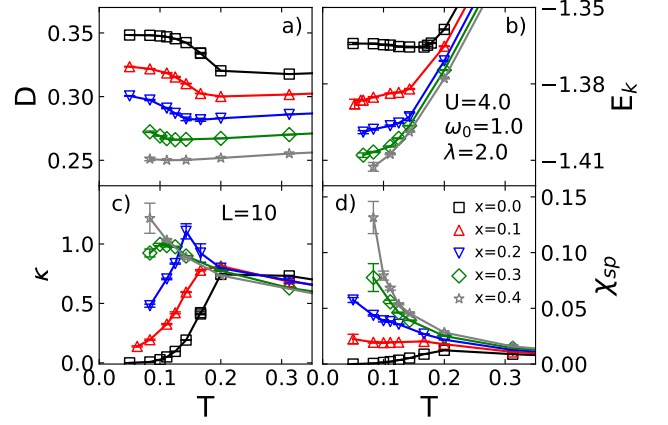 0.35
0.30
0.25
D
a)
b)
−1.35
−1.38
−1.41
E_k
U=4.0
ω₀=1.0
λ=2.0
c)
L=10
1.0
0.5
0.0
κ
d)
x=0.0
x=0.1
x=0.2
x=0.3
x=0.4
0.15
0.10
0.05
0.00
χ_sp
0.0 0.1 0.2 0.3
0.0 0.1 0.2 0.3
T
T